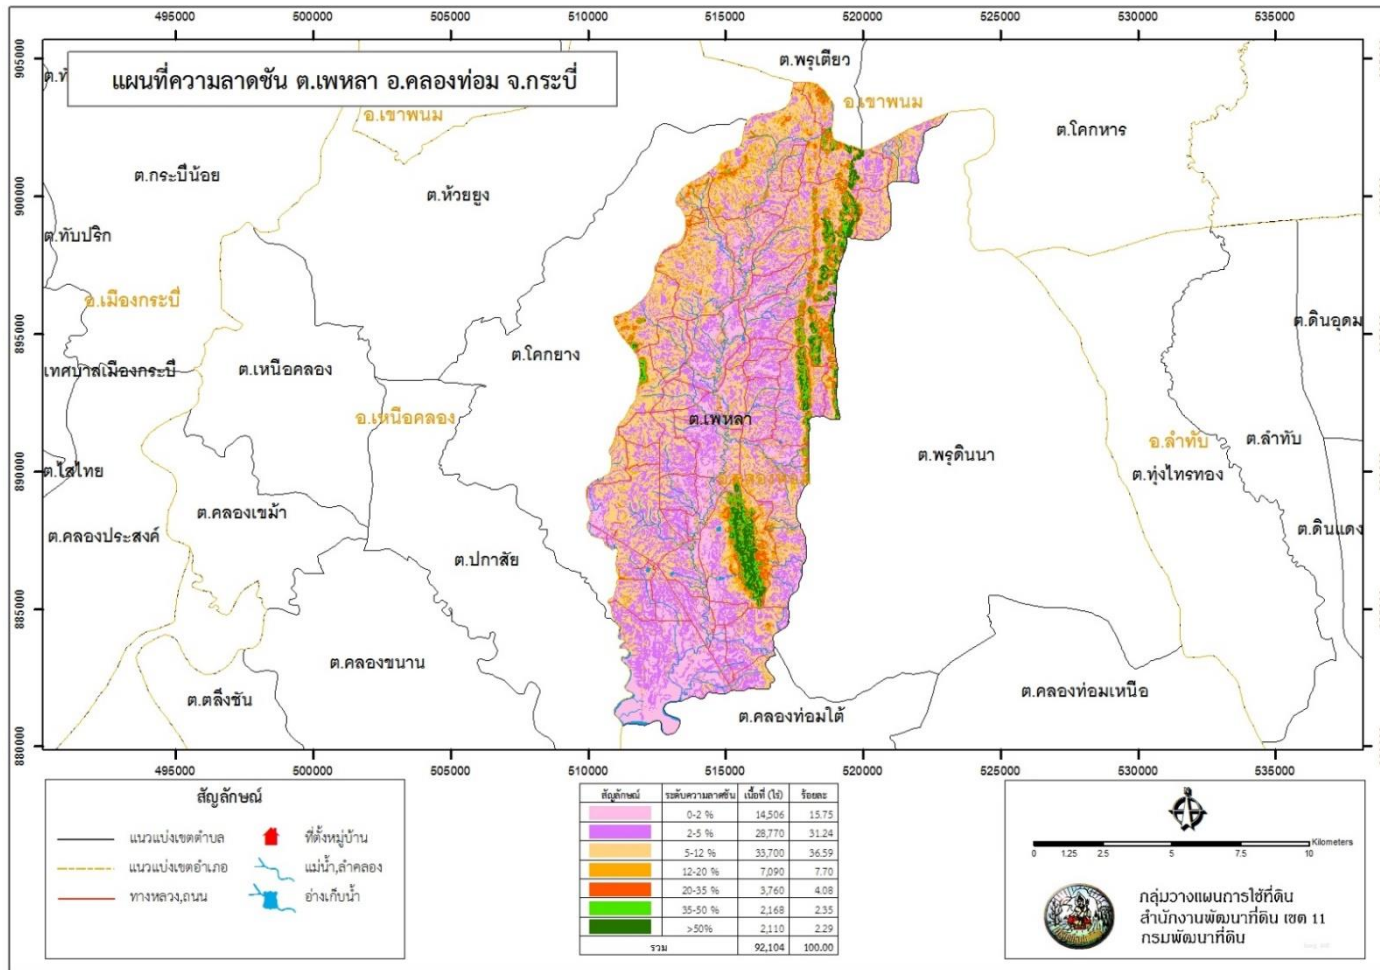 495000 500000 505000 510000 515000 520000 525000 530000 535000
แผนที่ความลาดชัน ต.เพหลา อ.คลองท่อม จ.กระบี่
905000
900000
895000
890000
885000
880000
ต.พรุเตียว
อ.เขาพนม
อ.เขาพนม
ต.โคกหาร
ต.กระบี่น้อย
ต.ห้วยยูง
ต.ทับปริก
อ.เมืองกระบี่
ต.ดินอุดม
ต.โคกยาง
เทศบาลเมืองกระบี่
ต.เหนือคลอง
อ.เหนือคลอง
ต.เพหลา
อ.ลำทับ
ต.ลำทับ
ต.พรุดินนา
ต.ไสไทย
ต.ทุ่งไทรทอง
ต.คลองเขม้า
ต.คลองประสงค์
ต.ดินแดง
ต.ปกาสัย
ต.คลองขนาน
ต.ตลิ่งชัน
ต.คลองท่อมเหนือ
ต.คลองท่อมใต้
495000 500000 505000 510000 515000 520000 525000 530000 535000
สัญลักษณ์
แนวแบ่งเขตตำบล ที่ตั้งหมู่บ้าน
แนวแบ่งเขตอำเภอ แม่น้ำ,ลำคลอง
ทางหลวง,ถนน อ่างเก็บน้ำ
สัญลักษณ์ ระดับความลาดชัน เนื้อที่ (ไร่) ร้อยละ
0-2 % 14,506 15.75
2-5 % 28,770 31.24
5-12 % 33,700 36.59
12-20 % 7,090 7.70
20-35 % 3,760 4.08
35-50 % 2,168 2.35
>50% 2,110 2.29
รวม 92,104 100.00
Kilometers
0 1.25 2.5 5 7.5 10
กลุ่มวางแผนการใช้ที่ดิน
สำนักงานพัฒนาที่ดิน เขต 11
กรมพัฒนาที่ดิน